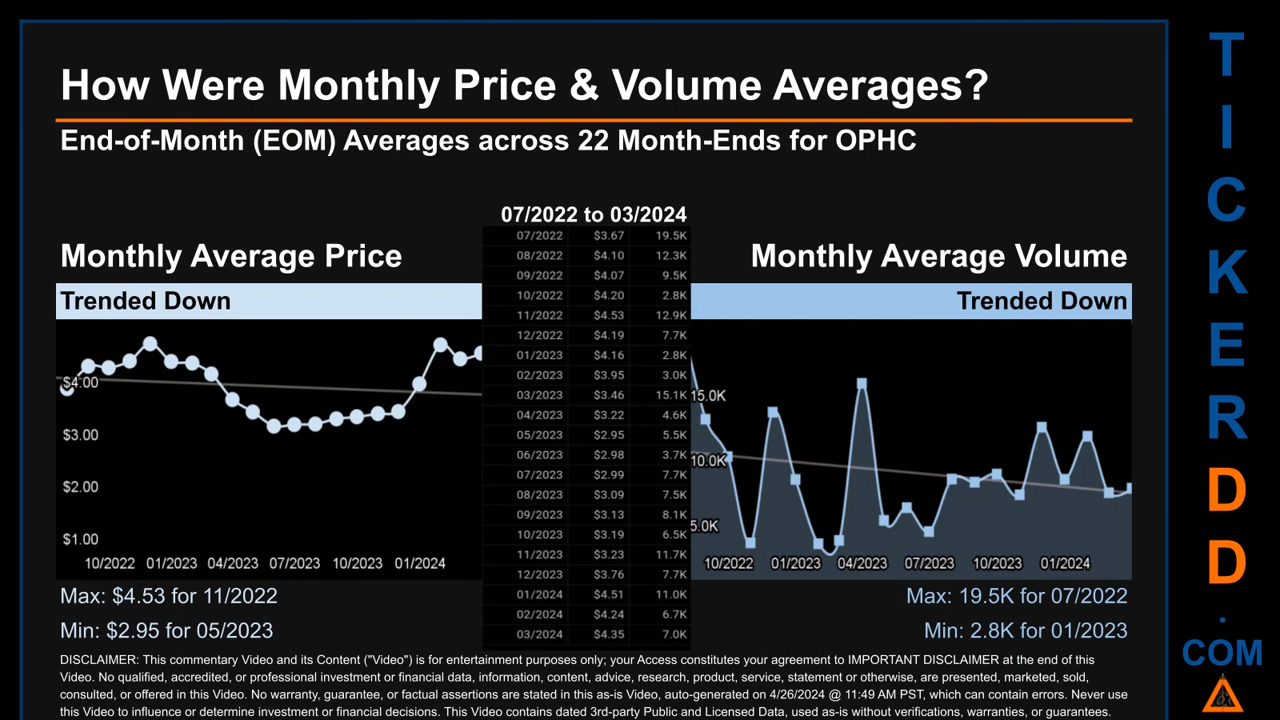 How Were Monthly Price & Volume Averages?
End-of-Month (EOM) Averages across 22 Month-Ends for OPHC
07/2022 to 03/2024
Monthly Average Price
Trended Down
$4.00
$3.00
$2.00
$1.00
10/2022 01/2023 04/2023 07/2023 10/2023 01/2024
Max: $4.53 for 11/2022
Min: $2.95 for 05/2023
07/2022 $3.67 19.5K
08/2022 $4.10 12.3K
09/2022 $4.07 9.5K
10/2022 $4.20 2.8K
11/2022 $4.53 12.9K
12/2022 $4.19 7.7K
01/2023 $4.16 2.8K
02/2023 $3.95 3.0K
03/2023 $3.46 15.1K
04/2023 $3.22 4.6K
05/2023 $2.95 5.5K
06/2023 $2.98 3.7K
07/2023 $2.99 7.7K
08/2023 $3.09 7.5K
09/2023 $3.13 8.1K
10/2023 $3.19 6.5K
11/2023 $3.23 11.7K
12/2023 $3.76 7.7K
01/2024 $4.51 11.0K
02/2024 $4.24 6.7K
03/2024 $4.35 7.0K
Monthly Average Volume
Trended Down
15.0K
10.0K
5.0K
10/2022 01/2023 04/2023 07/2023 10/2023 01/2024
Max: 19.5K for 07/2022
Min: 2.8K for 01/2023
DISCLAIMER: This commentary Video and its Content ("Video") is for entertainment purposes only; your Access constitutes your agreement to IMPORTANT DISCLAIMER at the end of this
Video. No qualified, accredited, or professional investment or financial data, information, content, advice, research, product, service, statement or otherwise, are presented, marketed, sold,
consulted, or offered in this Video. No warranty, guarantee, or factual assertions are stated in this as-is Video, auto-generated on 4/26/2024 @ 11:49 AM PST, which can contain errors. Never use
this Video to influence or determine investment or financial decisions. This Video contains dated 3rd-party Public and Licensed Data, used as-is without verifications, warranties, or guarantees.
T
I
C
K
E
R
D
D
.
COM